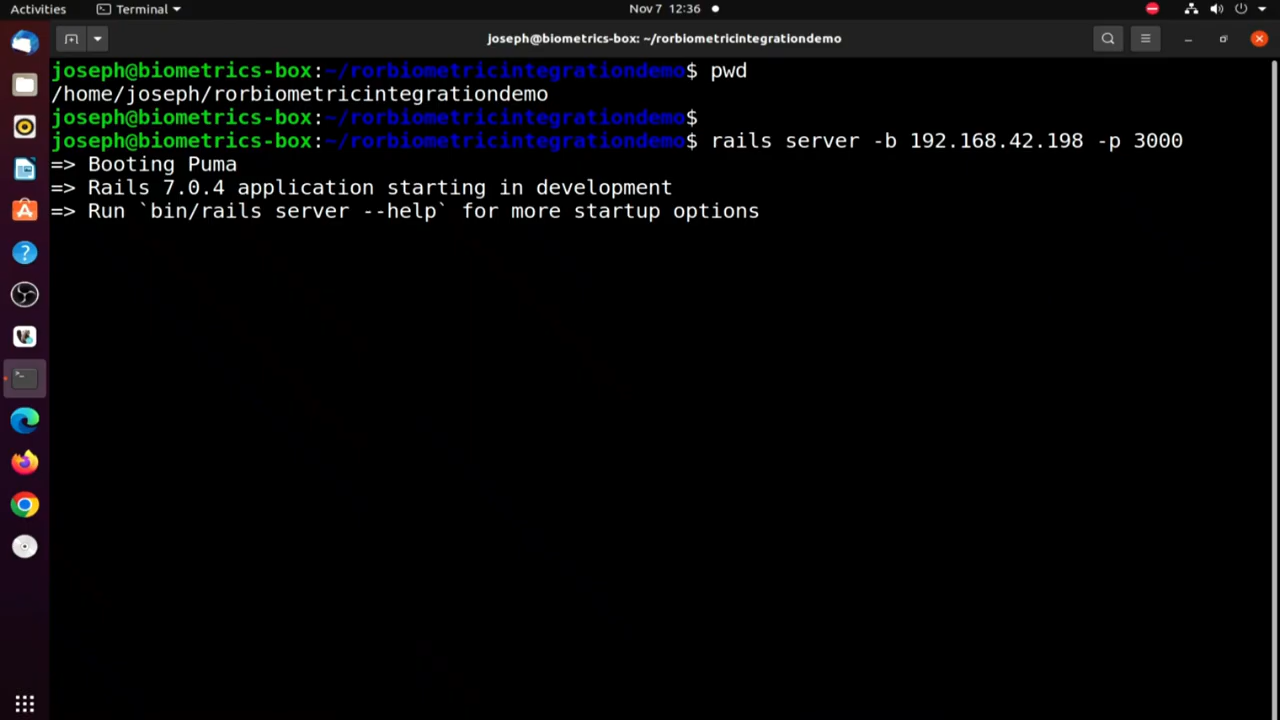 Activities
Terminal
Nov 7 12:36
joseph@biometrics-box: ~/rorbiometricintegrationdemo
joseph@biometrics-box:~/rorbiometricintegrationdemo$ pwd
/home/joseph/rorbiometricintegrationdemo
joseph@biometrics-box:~/rorbiometricintegrationdemo$
joseph@biometrics-box:~/rorbiometricintegrationdemo$ rails server -b 192.168.42.198 -p 3000
=> Booting Puma
=> Rails 7.0.4 application starting in development
=> Run `bin/rails server --help` for more startup options